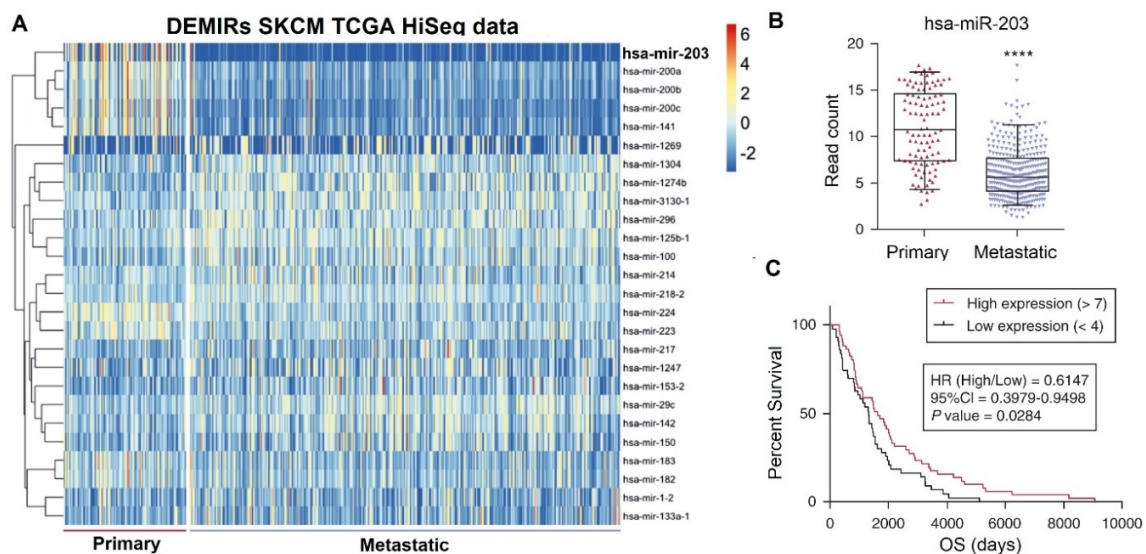 A
DEMIRs SKCM TCGA HiSeq data
hsa-mir-203
hsa-mir-200a
hsa-mir-200b
hsa-mir-200c
hsa-mir-141
hsa-mir-1269
hsa-mir-1304
hsa-mir-1274b
hsa-mir-3130-1
hsa-mir-296
hsa-mir-125b-1
hsa-mir-100
hsa-mir-214
hsa-mir-218-2
hsa-mir-224
hsa-mir-223
hsa-mir-217
hsa-mir-1247
hsa-mir-153-2
hsa-mir-29c
hsa-mir-142
hsa-mir-150
hsa-mir-183
hsa-mir-182
hsa-mir-1-2
hsa-mir-133a-1
Primary
Metastatic
6
4
2
0
-2
B
hsa-miR-203
****
Read count
20
15
10
5
0
Primary
Metastatic
C
High expression (> 7)
Low expression (< 4)
HR (High/Low) = 0.6147
95%CI = 0.3979-0.9498
P value = 0.0284
Percent Survival
100
50
0
0
2000
4000
6000
8000
10000
OS (days)